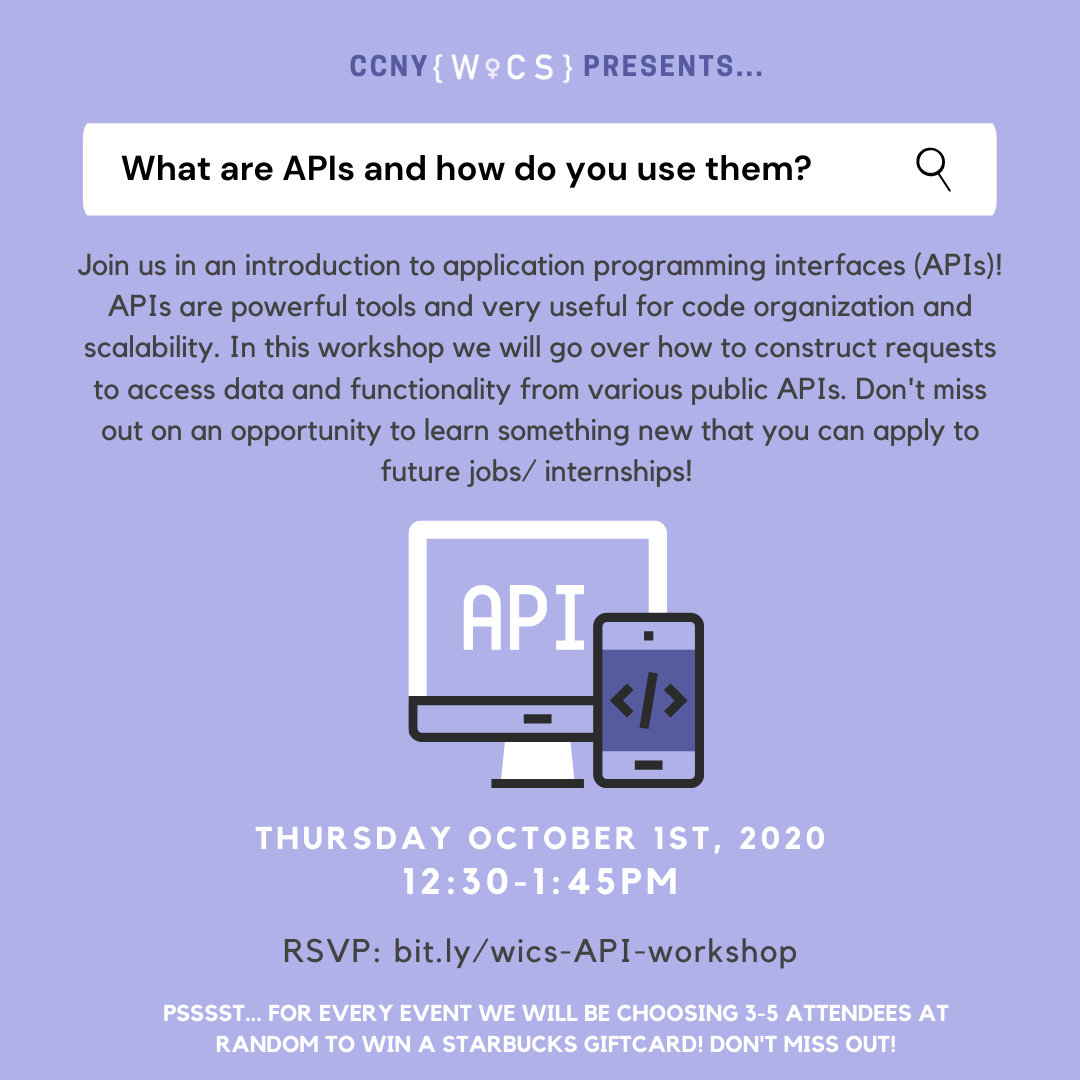 CCNY { W♀CS } PRESENTS...
What are APIs and how do you use them?
Join us in an introduction to application programming interfaces (APIs)!
APIs are powerful tools and very useful for code organization and
scalability. In this workshop we will go over how to construct requests
to access data and functionality from various public APIs. Don't miss
out on an opportunity to learn something new that you can apply to
future jobs/ internships!
API
</>
THURSDAY OCTOBER 1ST, 2020
12:30-1:45PM
RSVP: bit.ly/wics-API-workshop
PSSSST... FOR EVERY EVENT WE WILL BE CHOOSING 3-5 ATTENDEES AT
RANDOM TO WIN A STARBUCKS GIFTCARD! DON'T MISS OUT!